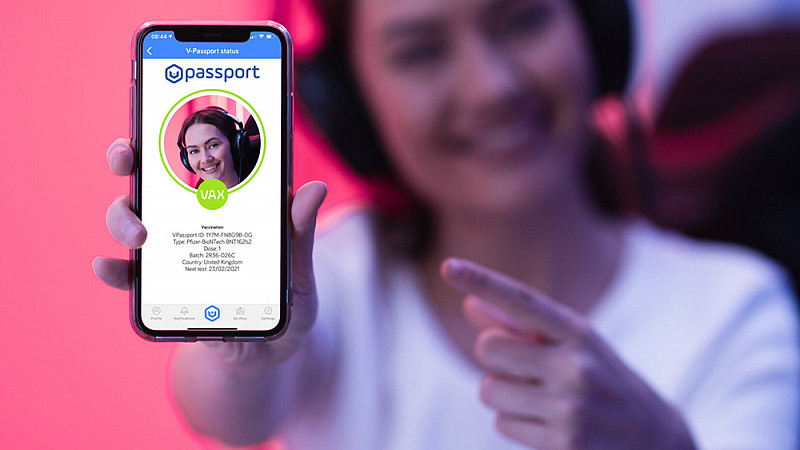 08:44
V-Passport status
passport
VAX
Vaccination
VPassport ID: 1Y7M-FN8G9B-0G
Type: Pfizer-BioNTech BNT162b2
Dose: 1
Batch: 2R36-D26C
Country: United Kingdom
Next test: 23/02/2021
Profile Notifications My Pass Settings